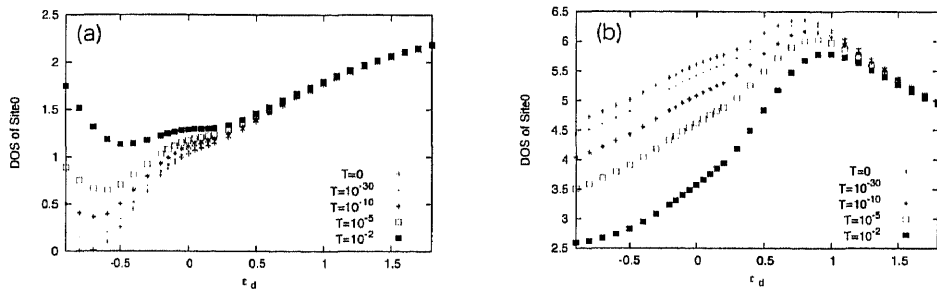 (a)
2.5
2
1.5
1
0.5
0
DOS of Site0
T=0
T=10^-30
T=10^-10
T=10^-5
T=10^-2
-0.5 0 0.5 1 1.5
ε_d
(b)
6.5
6
5.5
5
4.5
4
3.5
3
2.5
DOS of Site0
T=0
T=10^-30
T=10^-10
T=10^-5
T=10^-2
-0.5 0 0.5 1 1.5
ε_d